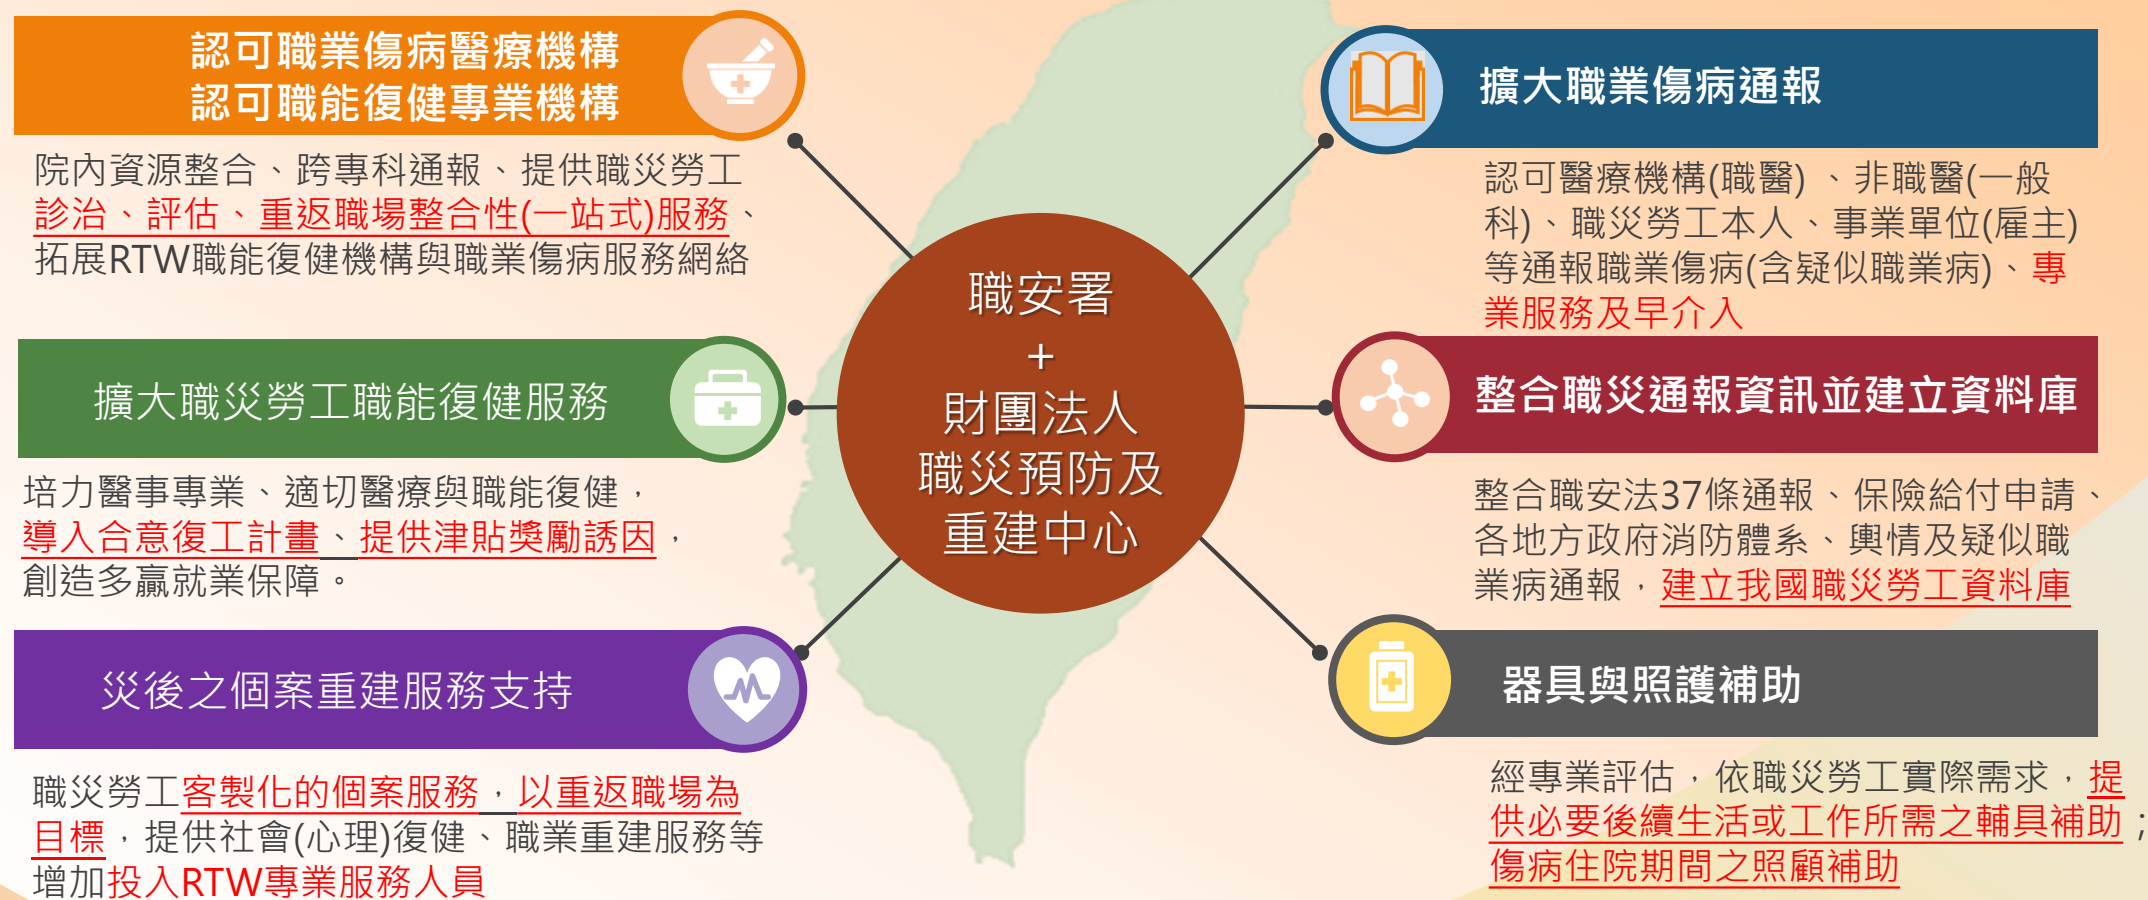 認可職業傷病醫療機構
認可職能復健專業機構
院內資源整合、跨專科通報、提供職災勞工
診治、評估、重返職場整合性(一站式)服務、
拓展RTW職能復健機構與職業傷病服務網絡
擴大職災勞工職能復健服務
培力醫事專業、適切醫療與職能復健，
導入合意復工計畫、提供津貼獎勵誘因，
創造多贏就業保障。
災後之個案重建服務支持
職災勞工客製化的個案服務，以重返職場為
目標，提供社會(心理)復健、職業重建服務等
增加投入RTW專業服務人員
職安署
+
財團法人
職災預防及
重建中心
擴大職業傷病通報
認可醫療機構(職醫)、非職醫(一般
科)、職災勞工本人、事業單位(雇主)
等通報職業傷病(含疑似職業病)、專
業服務及早介入
整合職災通報資訊並建立資料庫
整合職安法37條通報、保險給付申請、
各地方政府消防體系、輿情及疑似職
業病通報，建立我國職災勞工資料庫
器具與照護補助
經專業評估，依職災勞工實際需求，提
供必要後續生活或工作所需之輔具補助；
傷病住院期間之照顧補助